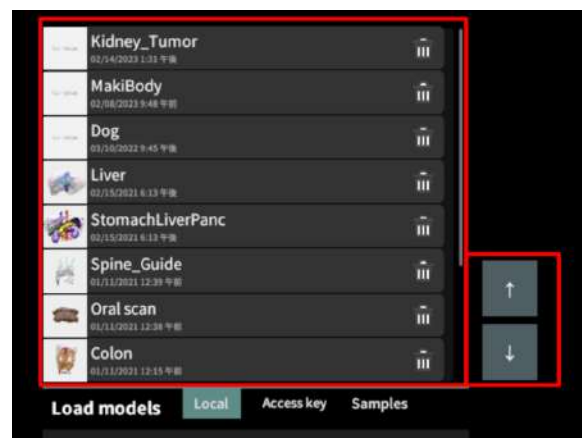 Kidney_Tumor
02/14/2023 1:31 午後
MakiBody
02/08/2023 9:48 午前
Dog
03/10/2022 9:45 午後
Liver
02/15/2021 6:13 午後
StomachLiverPanc
02/15/2021 6:13 午後
Spine_Guide
01/11/2021 12:39 午前
Oral scan
01/11/2021 12:38 午前
Colon
01/11/2021 12:15 午前
↑
↓
Load models Local Access key Samples